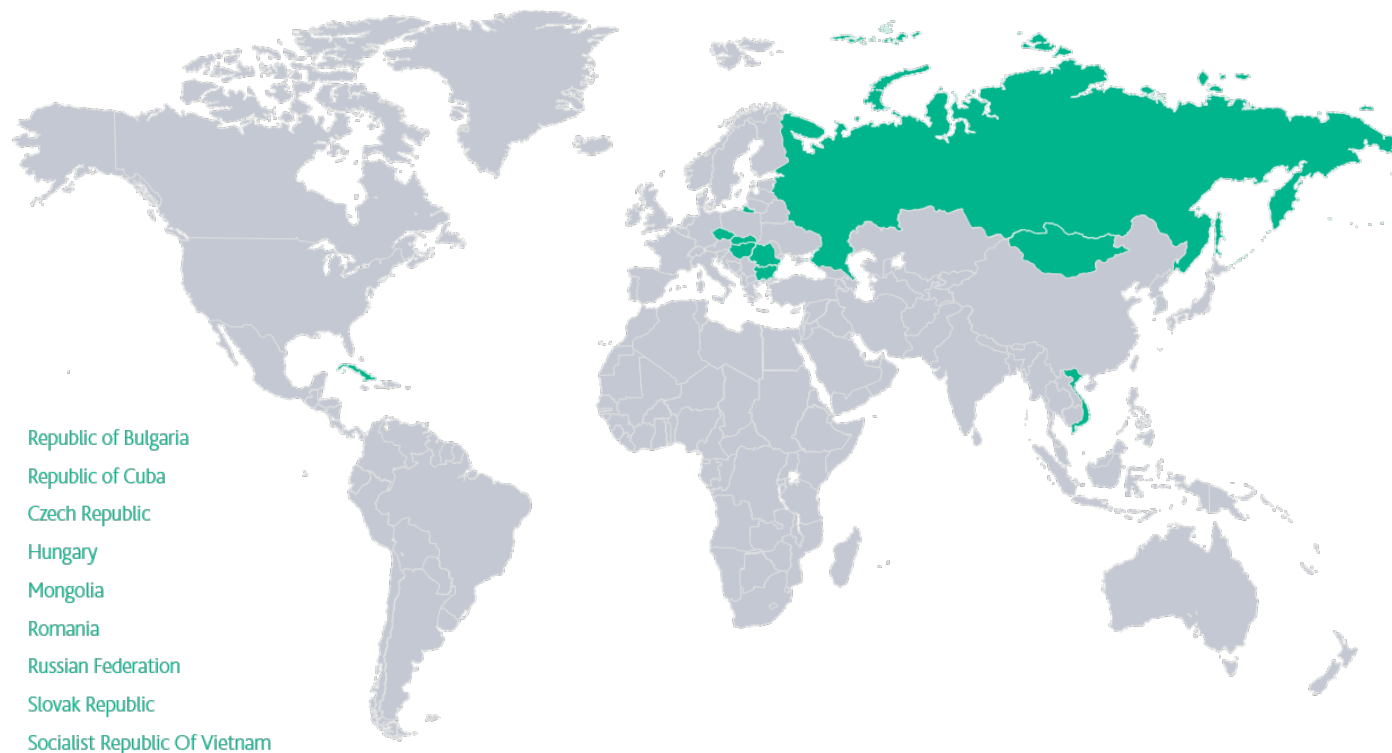 Republic of Bulgaria
Republic of Cuba
Czech Republic
Hungary
Mongolia
Romania
Russian Federation
Slovak Republic
Socialist Republic Of Vietnam